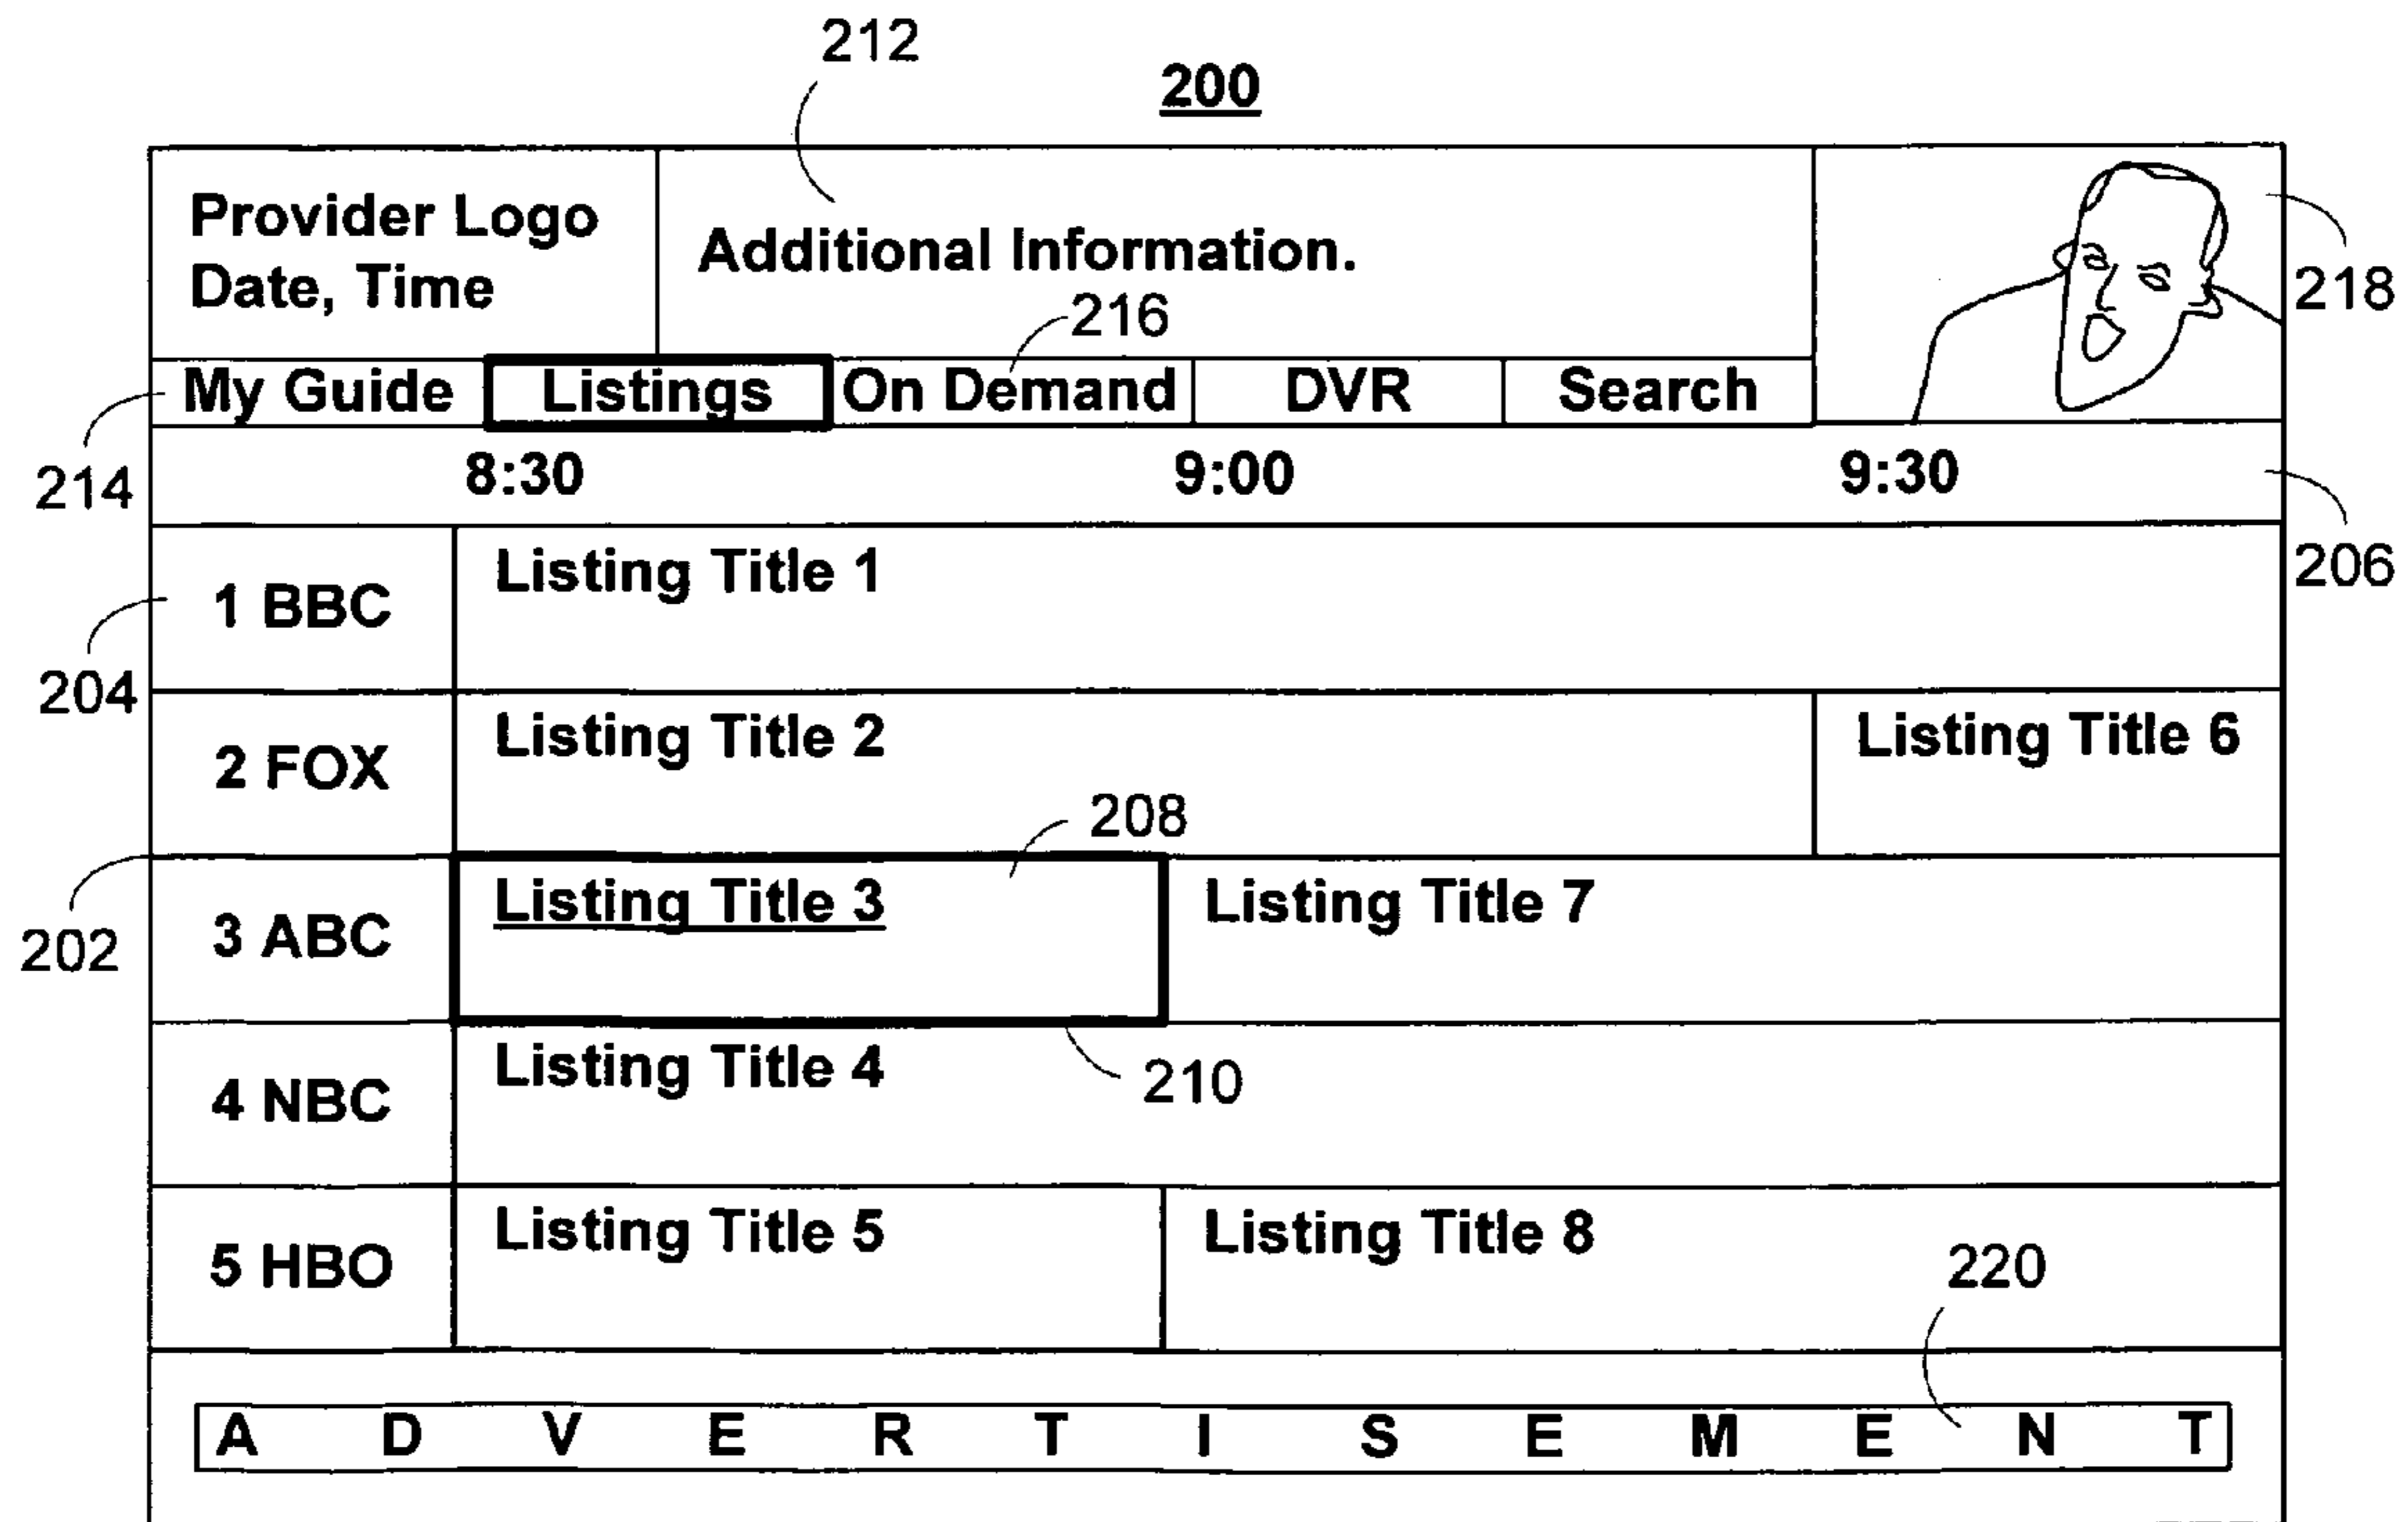 212
200
Provider Logo
Date, Time
Additional Information.
216
218
My Guide Listings On Demand DVR Search
214
8:30 9:00 9:30
206
1 BBC Listing Title 1
204
2 FOX Listing Title 2 Listing Title 6
208
202
3 ABC Listing Title 3 Listing Title 7
210
4 NBC Listing Title 4
5 HBO Listing Title 5 Listing Title 8
220
A D V E R T I S E M E N T